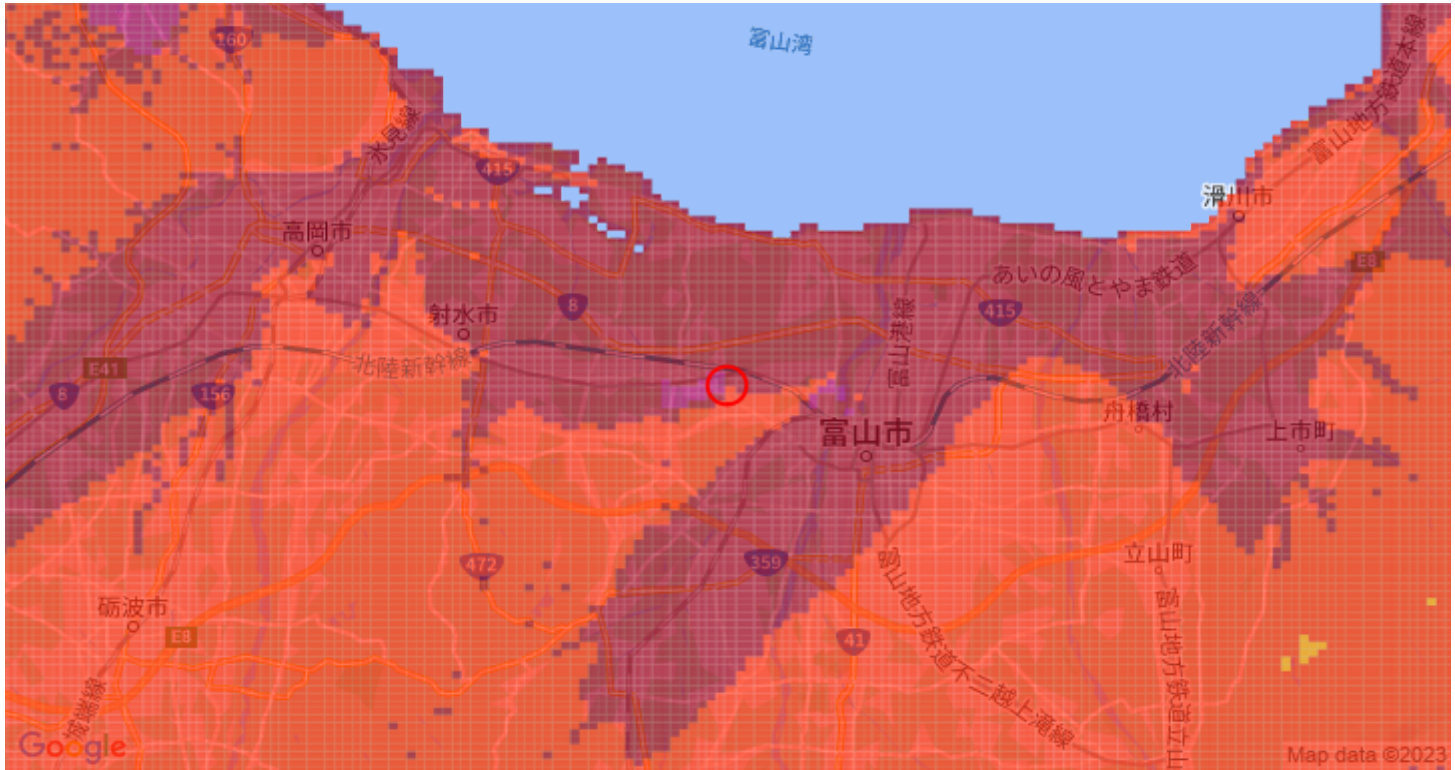 160
富山湾
富山地方鉄道本線
氷見線
415
滑川市
高岡市
E8
あいの風とやま鉄道
8
415
射水市
富山港線
北陸新幹線
E41
北陸新幹線
8
156
舟橋村
富山市
上市町
472
359
立山町
砺波市
E8
41
富山地方鉄道不二越上滝線
富山地方鉄道立山
城端線
Google
Map data ©2023